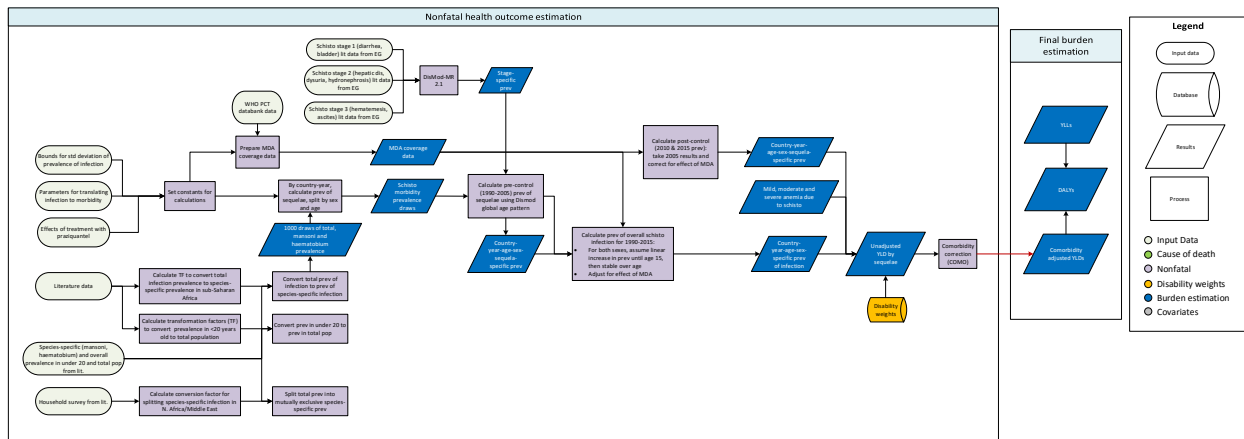 Nonfatal health outcome estimation
Schisto stage 1 (diarrhea,
bladder) lit data from EG
Schisto stage 2 (hepatic dis,
dysuria, hydronephrosis) lit data
from EG
Schisto stage 3 (hematemesis,
ascites) lit data from EG
DisMod-MR
2.1
Stage-
specific
prev
WHO PCT
databank data
Prepare MDA
coverage data
MDA coverage
data
Bounds for std deviation of
prevalence of infection
Parameters for translating
infection to morbidity
Effects of treatment with
praziquantel
Set constants for
calculations
By country-year,
calculate prev of
sequelae, split by sex
and age
Schisto
morbidity
prevalence
draws
1000 draws of total,
mansoni and
haematobium
prevalence
Calculate pre-control
(1990-2005) prev of
sequelae using Dismod
global age pattern
Country-
year-age-sex-
sequela-
specific prev
Calculate post-control
(2010 & 2015 prev):
take 2005 results and
correct for effect of MDA
Country-year-
age-sex-sequela-
specific prev
Mild, moderate and
severe anemia due
to schisto
Calculate prev of overall schisto
infection for 1990-2015:
• For both sexes, assume linear
increase in prev until age 15,
then stable over age
• Adjust for effect of MDA
Country-
year-age-sex-
specific prev
of infection
Unadjusted
YLD by
sequelae
Disability
weights
Comorbidity
correction
(COMO)
Literature data
Calculate TF to convert total
infection prevalence to species-
specific prevalence in sub-Saharan
Africa
Convert total prev of
infection to prev of
species-specific infection
Calculate transformation factors (TF)
to convert prevalence in <20 years
old to total population
Convert prev in under 20 to
prev in total pop
Species-specific (mansoni,
haematobium) and overall
prevalence in under 20 and total pop
from lit.
Household survey from lit.
Calculate conversion factor for
splitting species-specific infection in
N. Africa/Middle East
Split total prev into
mutually exclusive species-
specific prev
Final burden
estimation
YLLs
DALYs
Comorbidity
adjusted YLDs
Legend
Input data
Database
Results
Process
Input Data
Cause of death
Nonfatal
Disability weights
Burden estimation
Covariates